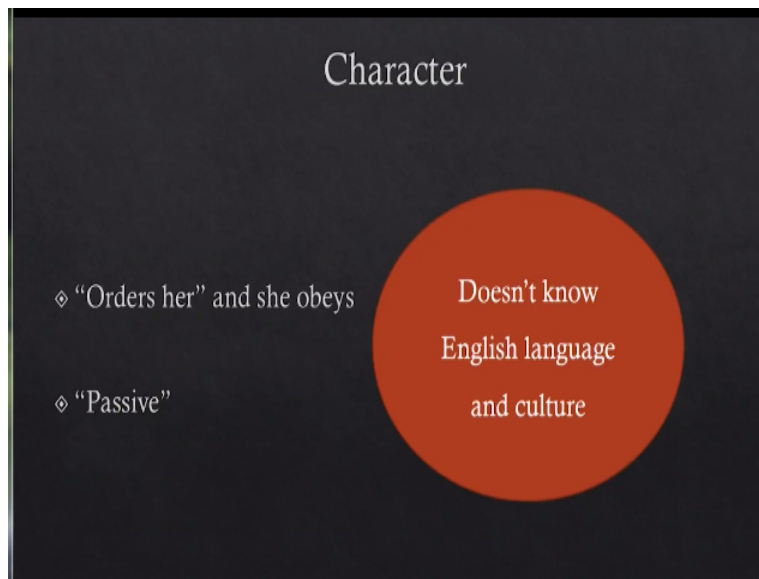 Character
“Orders her” and she obeys
“Passive”
Doesn’t know
English language
and culture